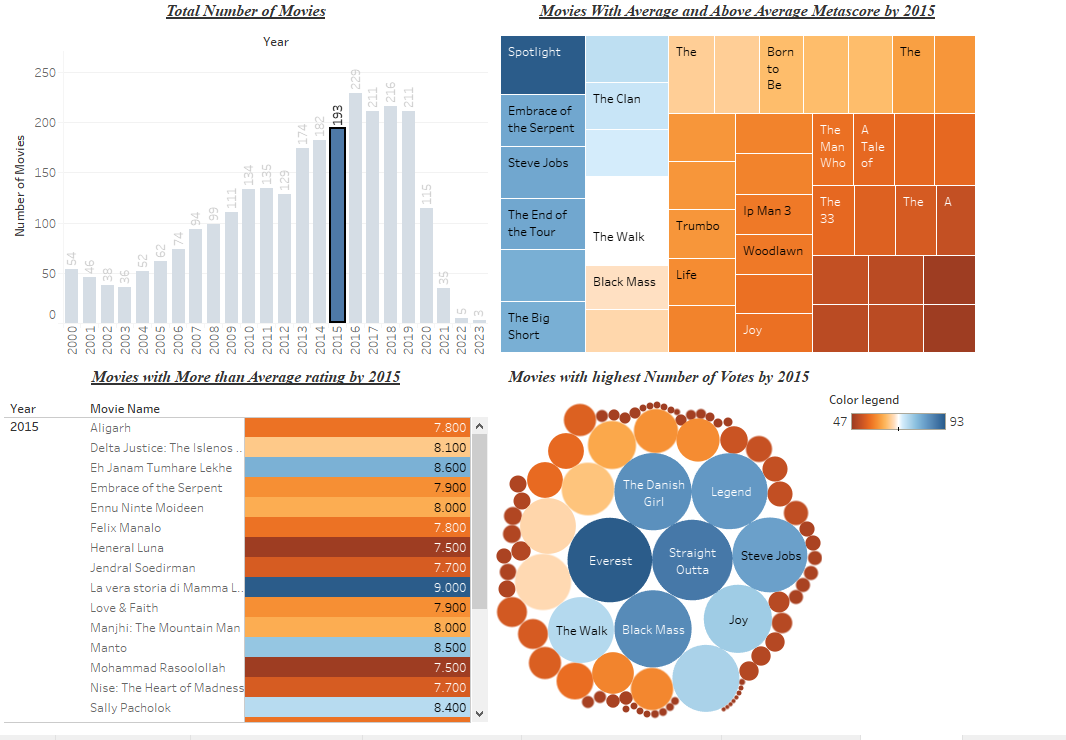 Total Number of Movies
Year
Number of Movies
250
200
150
100
50
0
54
46
38
36
52
62
74
94
99
111
134
135
129
174
182
193
229
211
216
211
115
35
5
3
2000
2001
2002
2003
2004
2005
2006
2007
2008
2009
2010
2011
2012
2013
2014
2015
2016
2017
2018
2019
2020
2021
2022
2023
Movies With Average and Above Average Metascore by 2015
Spotlight
Embrace of
the Serpent
Steve Jobs
The End of
the Tour
The Big
Short
The Clan
The Walk
Black Mass
The
Born
to
Be
The
Trumbo
Life
Ip Man 3
Woodlawn
Joy
The
Man
Who
A
Tale
of
The
33
The
A
Movies with More than Average rating by 2015
Year Movie Name
2015 Aligarh 7.800
Delta Justice: The Islenos .. 8.100
Eh Janam Tumhare Lekhe 8.600
Embrace of the Serpent 7.900
Ennu Ninte Moideen 8.000
Felix Manalo 7.800
Heneral Luna 7.500
Jendral Soedirman 7.700
La vera storia di Mamma L.. 9.000
Love & Faith 7.900
Manjhi: The Mountain Man 8.000
Manto 8.500
Mohammad Rasoolollah 7.500
Nise: The Heart of Madness 7.700
Sally Pacholok 8.400
Movies with highest Number of Votes by 2015
Color legend
47 93
The Danish
Girl
Legend
Everest
Straight
Outta
Steve Jobs
The Walk
Black Mass
Joy